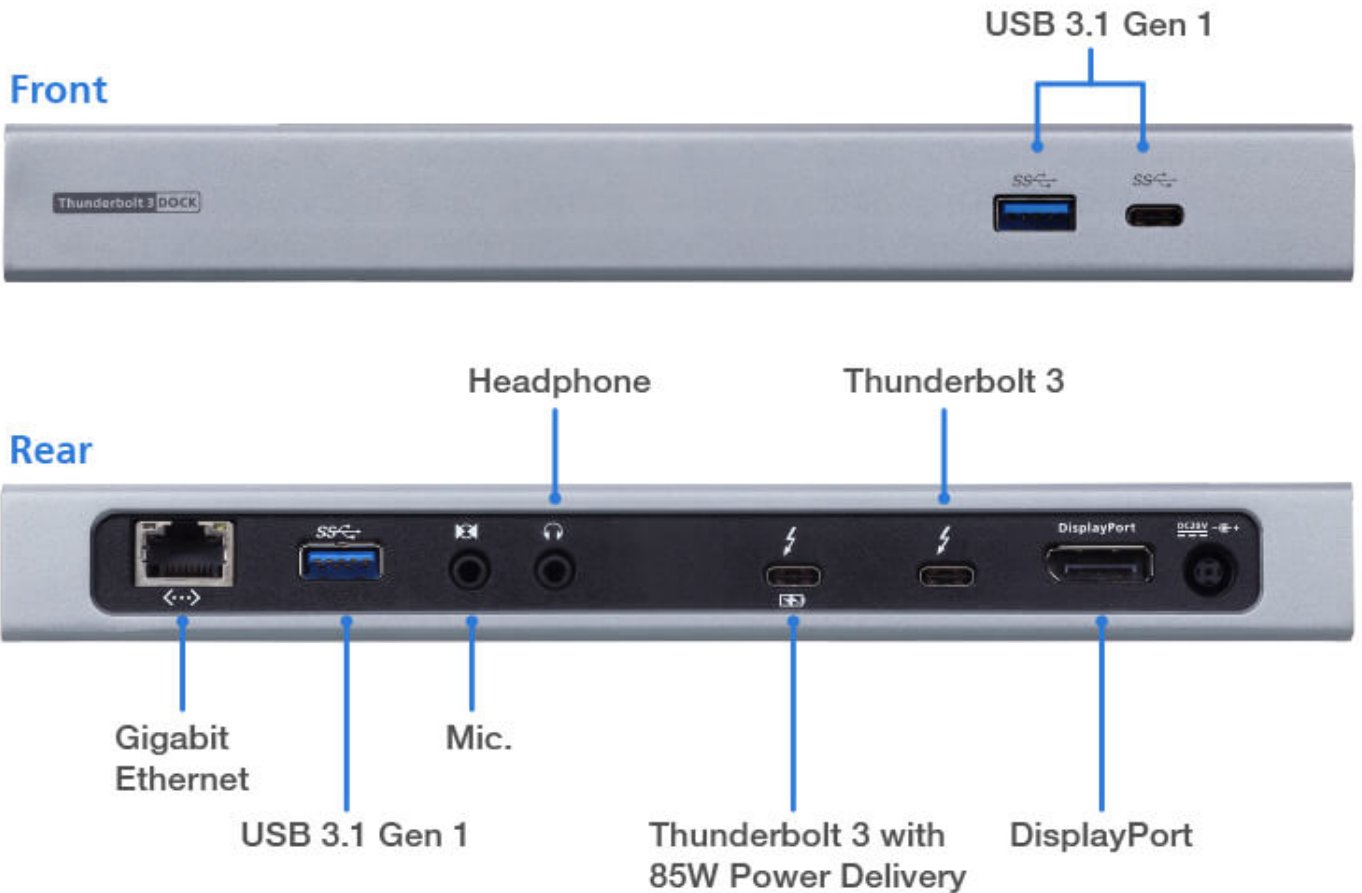 USB 3.1 Gen 1
Front
Thunderbolt 3 DOCK
SS
SS
Headphone
Thunderbolt 3
Rear
SS
DisplayPort
DC20V
Gigabit
Ethernet
Mic.
USB 3.1 Gen 1
Thunderbolt 3 with
85W Power Delivery
DisplayPort